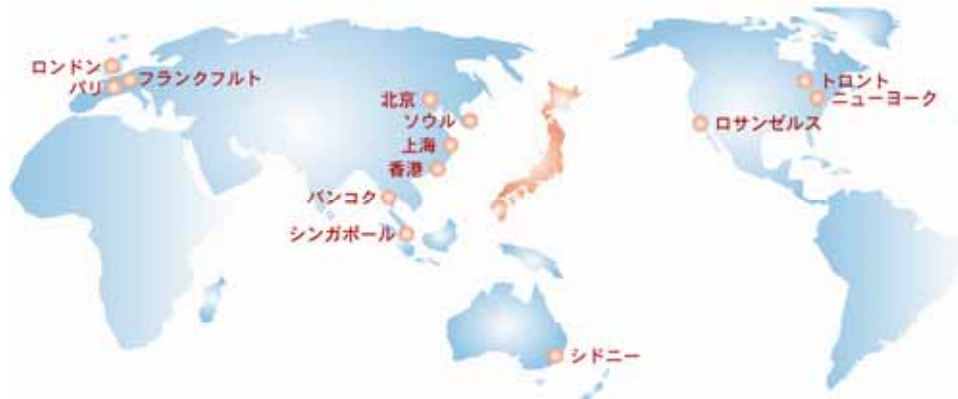 ロンドン
パリ
フランクフルト
北京
ソウル
上海
香港
バンコク
シンガポール
シドニー
トロント
ニューヨーク
ロサンゼルス